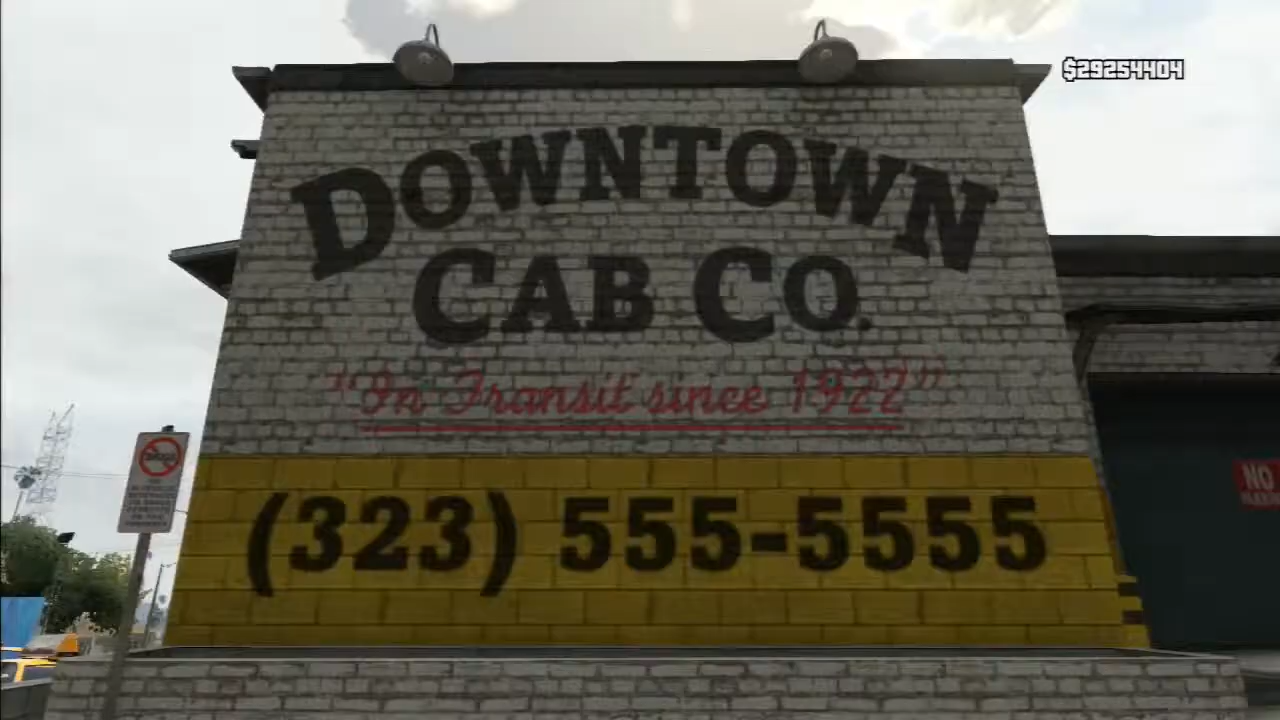 $29254404
DOWNTOWN
CAB CO.
"In Transit since 1922"
(323) 555-5555
NO